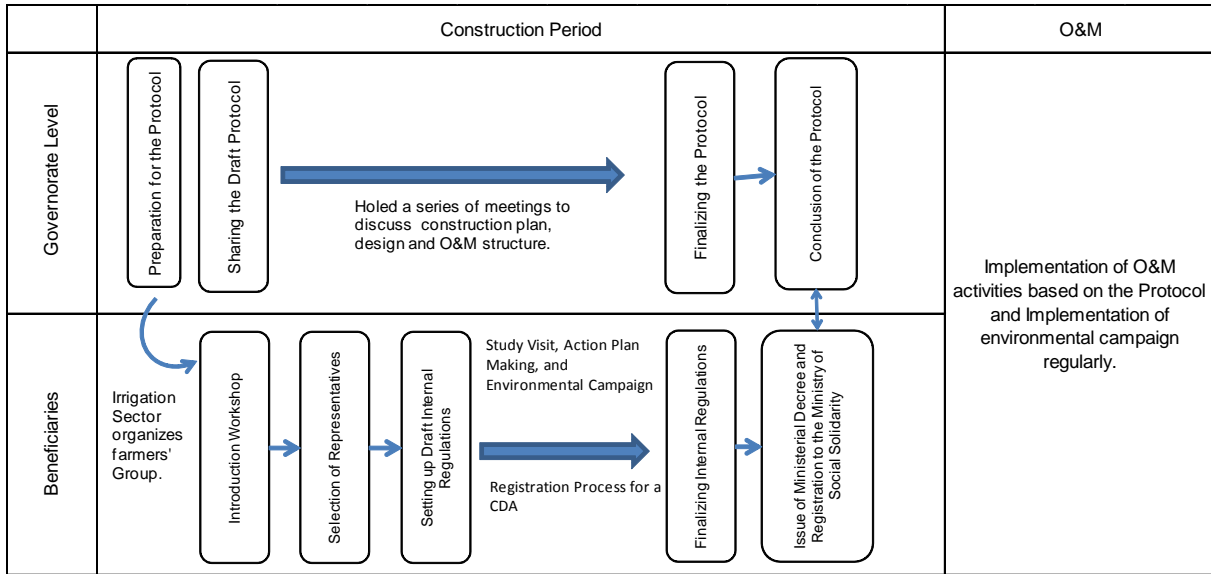 Construction Period
O&M
Governorate Level
Preparation for the Protocol
Sharing the Draft Protocol
Holed a series of meetings to
discuss construction plan,
design and O&M structure.
Finalizing the Protocol
Conclusion of the Protocol
Implementation of O&M
activities based on the Protocol
and Implementation of
environmental campaign
regularly.
Beneficiaries
Irrigation
Sector
organizes
farmers'
Group.
Introduction Workshop
Selection of Representatives
Setting up Draft Internal
Regulations
Study Visit, Action Plan
Making, and
Environmental Campaign
Registration Process for a
CDA
Finalizing Internal Regulations
Issue of Ministerial Decree and
Registration to the Ministry of
Social Solidarity